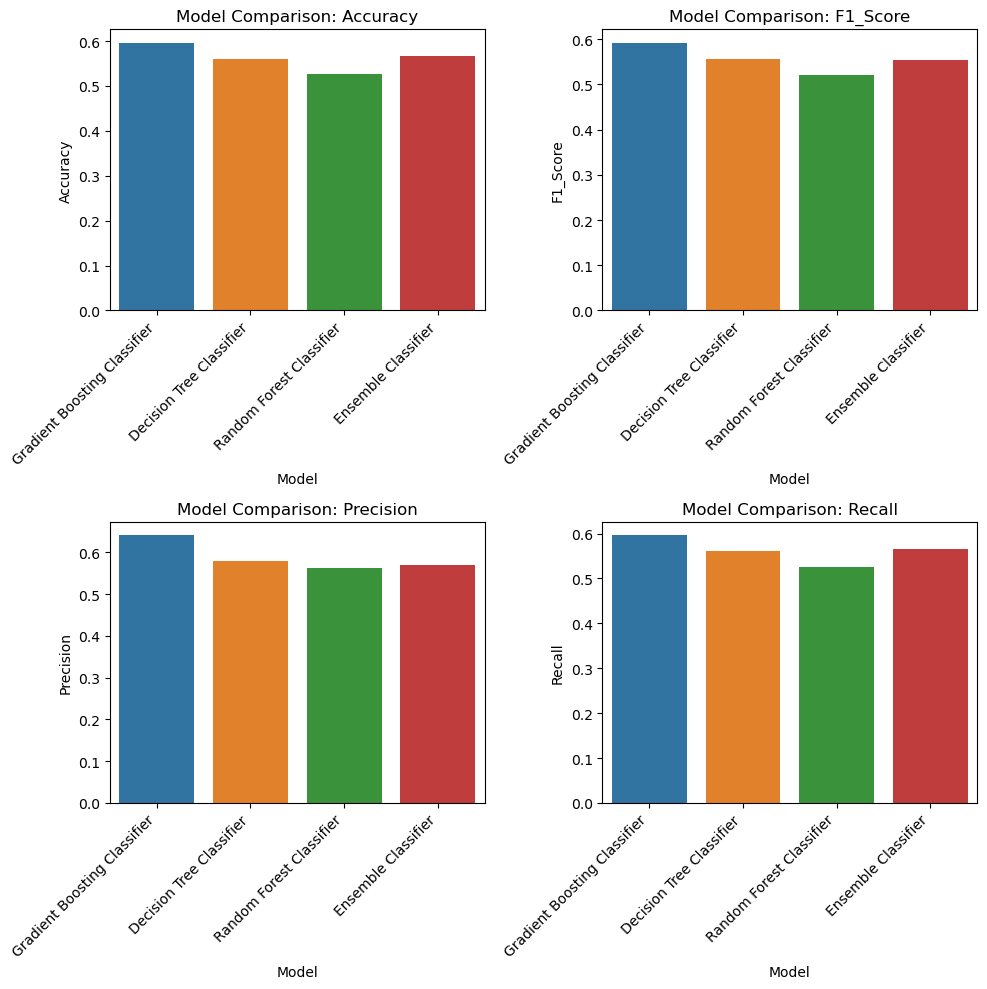 Model Comparison: Accuracy
0.6
0.5
0.4
0.3
0.2
0.1
0.0
Accuracy
Gradient Boosting Classifier
Decision Tree Classifier
Random Forest Classifier
Ensemble Classifier
Model
Model Comparison: F1_Score
0.6
0.5
0.4
0.3
0.2
0.1
0.0
F1_Score
Gradient Boosting Classifier
Decision Tree Classifier
Random Forest Classifier
Ensemble Classifier
Model
Model Comparison: Precision
0.6
0.5
0.4
0.3
0.2
0.1
0.0
Precision
Gradient Boosting Classifier
Decision Tree Classifier
Random Forest Classifier
Ensemble Classifier
Model
Model Comparison: Recall
0.6
0.5
0.4
0.3
0.2
0.1
0.0
Recall
Gradient Boosting Classifier
Decision Tree Classifier
Random Forest Classifier
Ensemble Classifier
Model